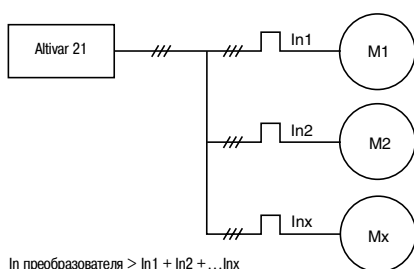 Altivar 21
In1
M1
In2
M2
Inx
Mx
In преобразователя > In1 + In2 + ...Inx